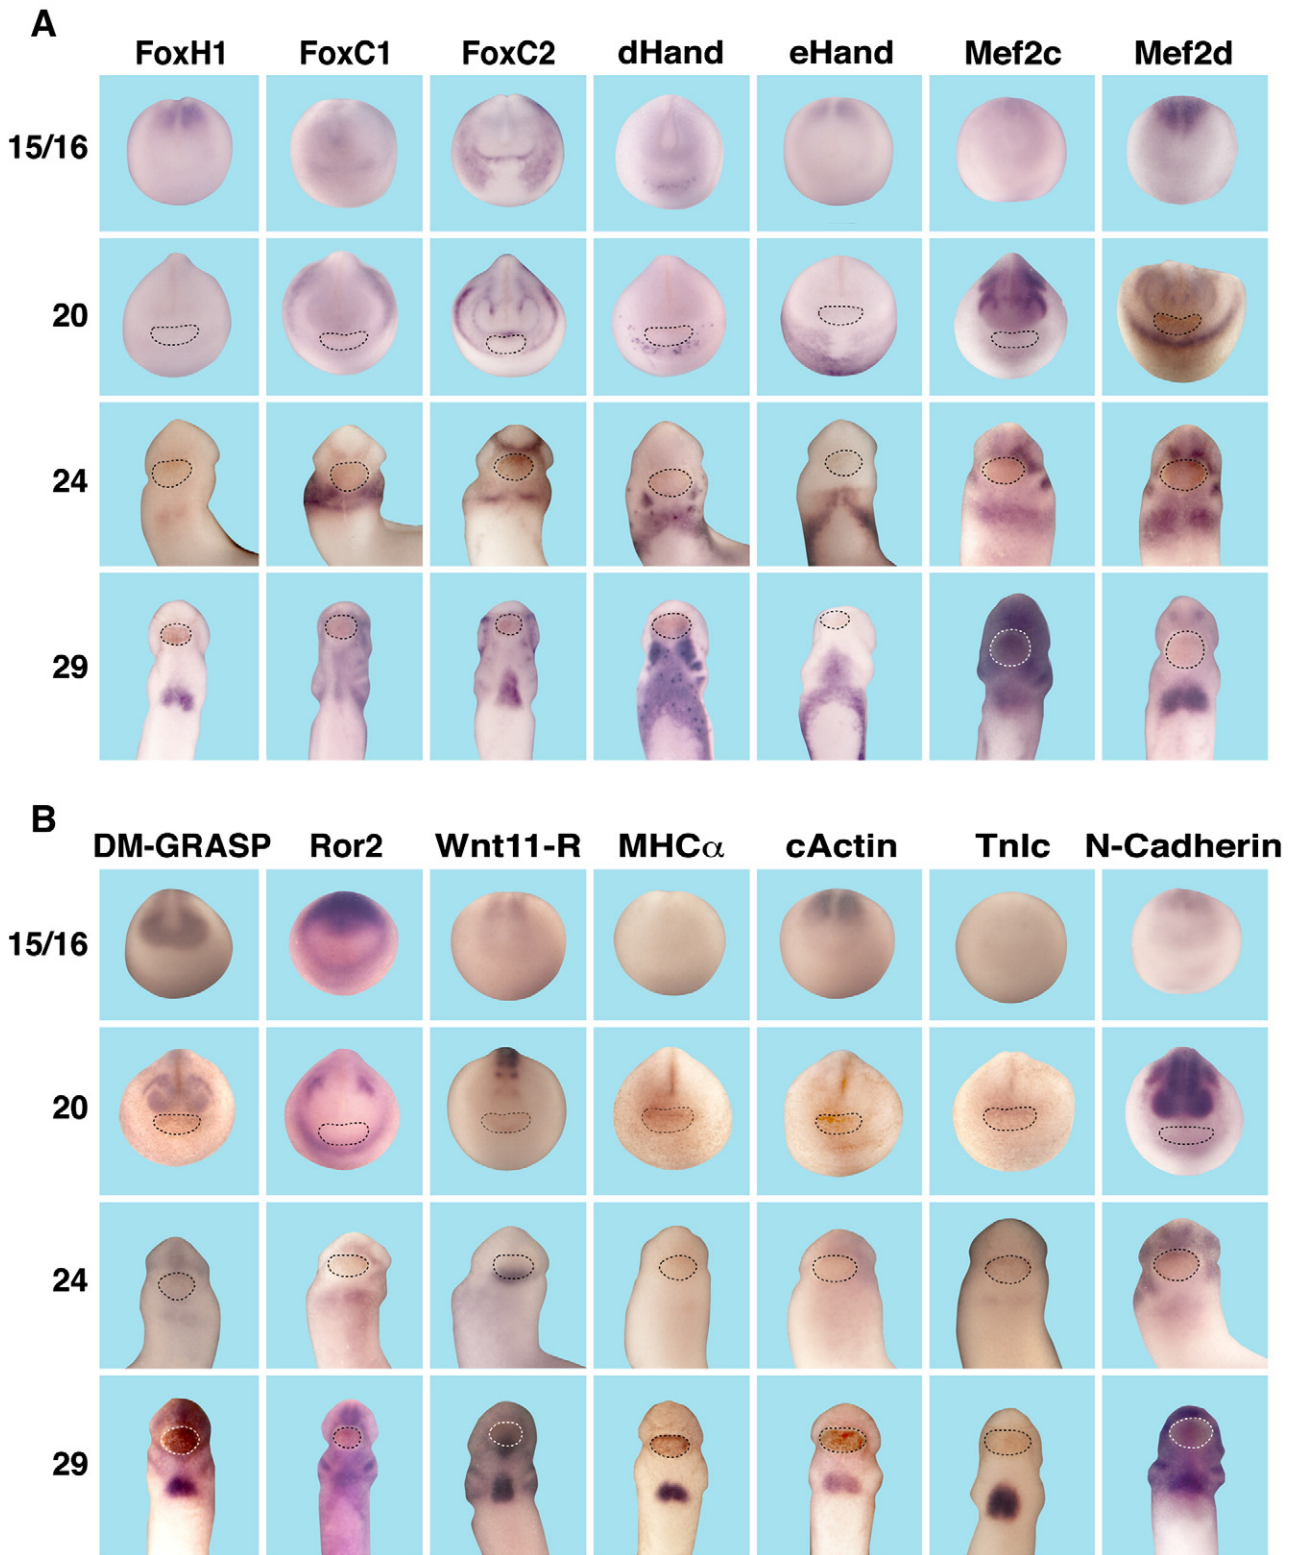 A
FoxH1 FoxC1 FoxC2 dHand eHand Mef2c Mef2d
15/16
20
24
29
B
DM-GRASP Ror2 Wnt11-R MHCα cActin TnIc N-Cadherin
15/16
20
24
29